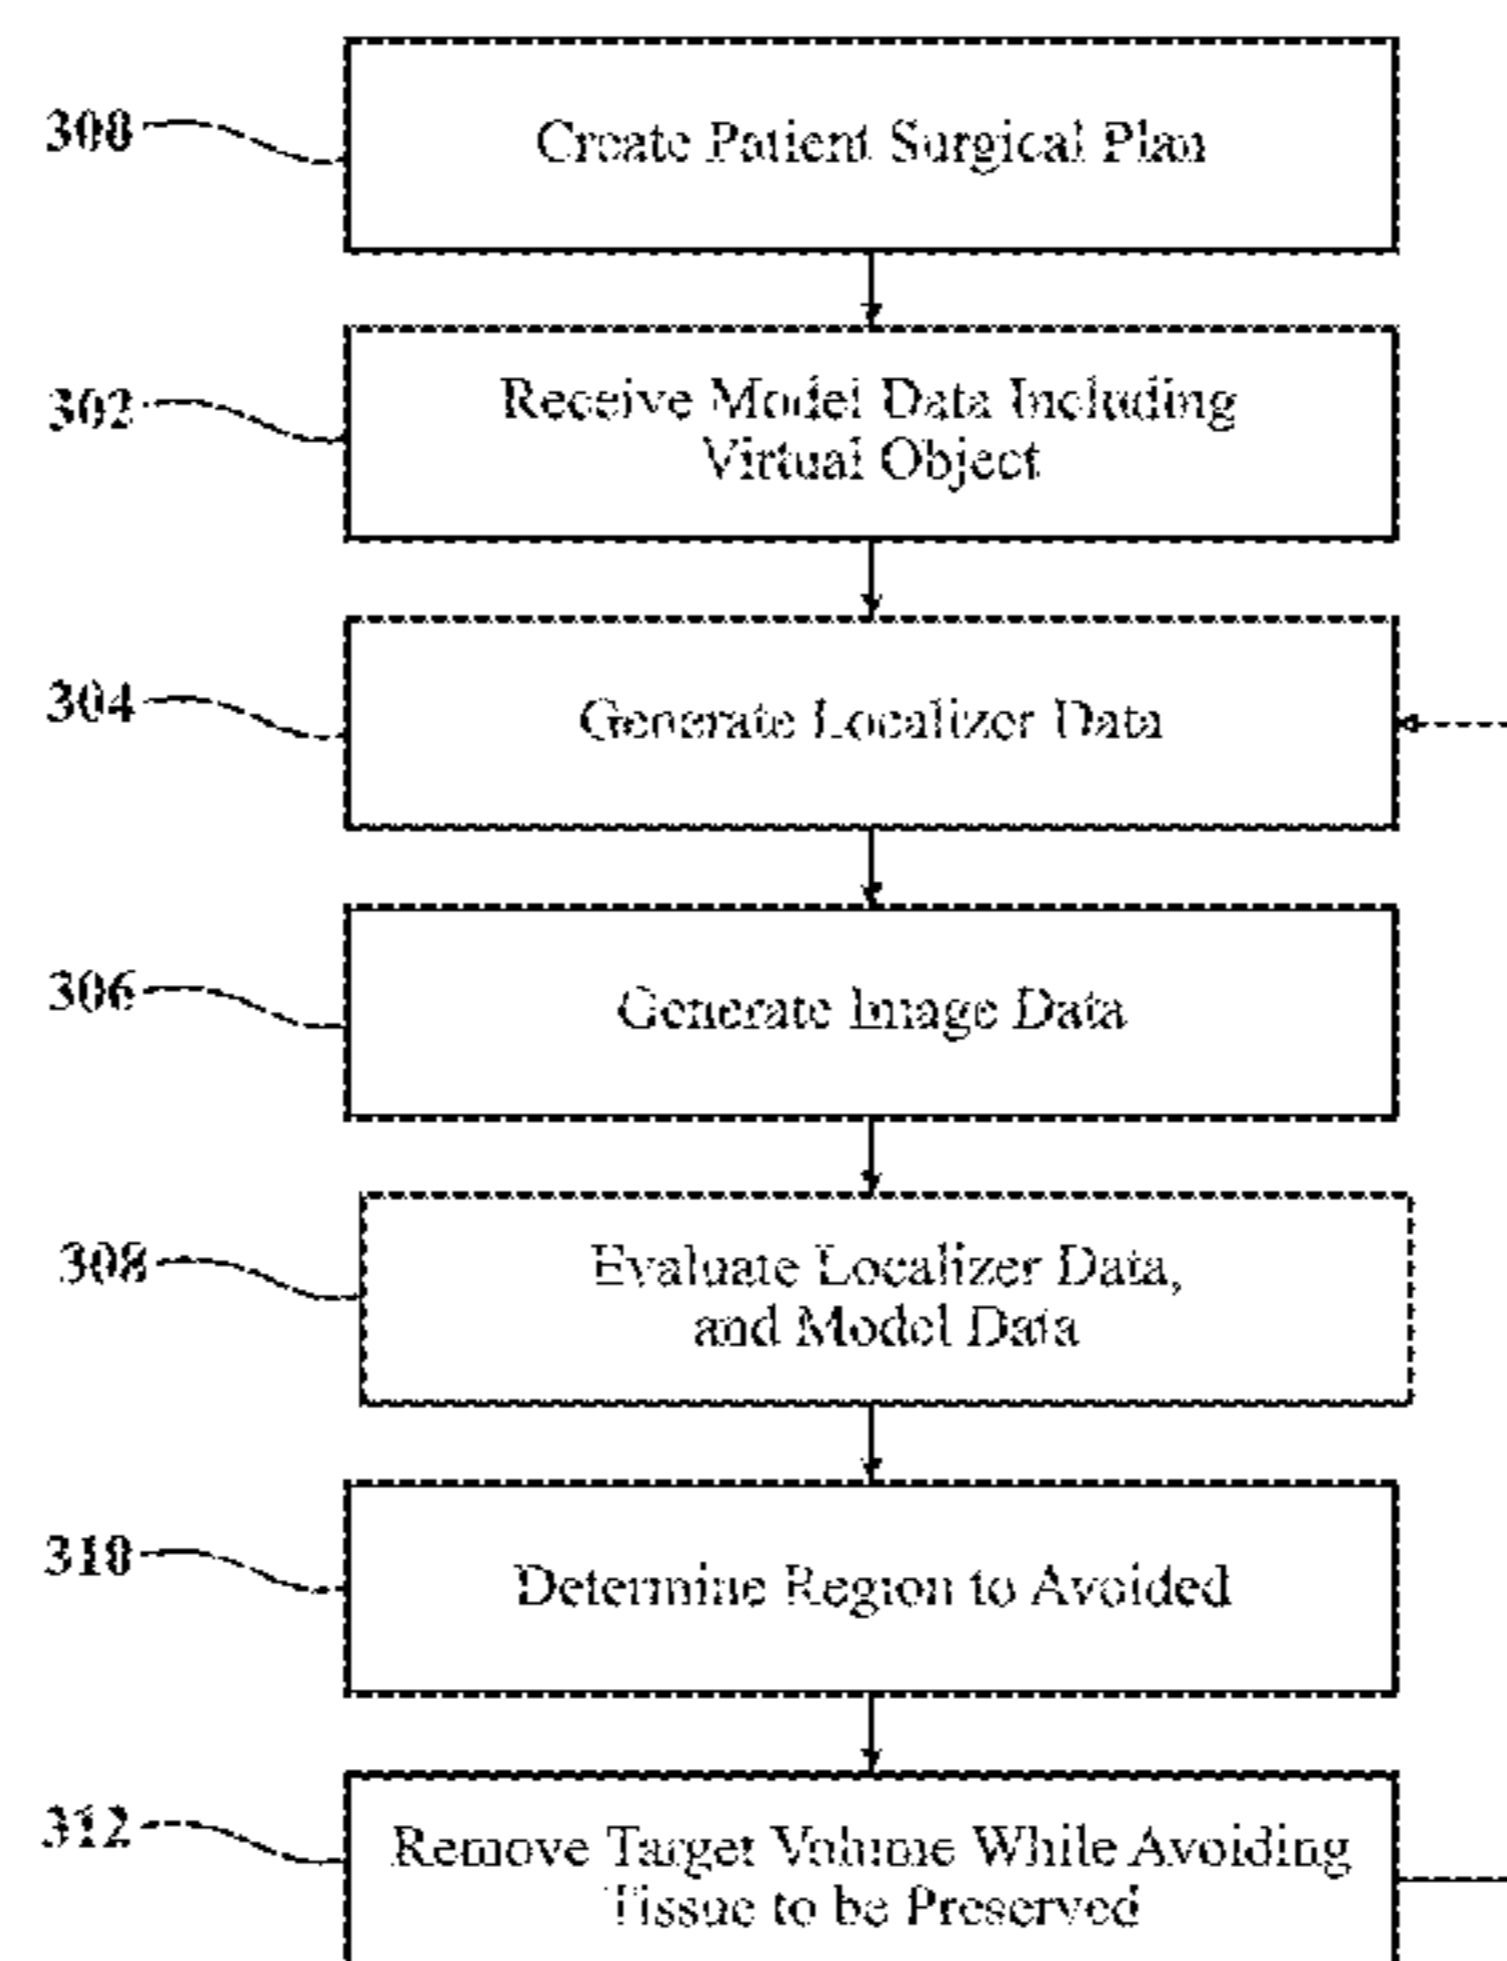 300
Create Patient Surgical Plan
302
Receive Model Data Including
Virtual Object
304
Generate Localizer Data
306
Generate Image Data
308
Evaluate Localizer Data,
and Model Data
310
Determine Region to Avoided
312
Remove Target Volume While Avoiding
Tissue to be Preserved